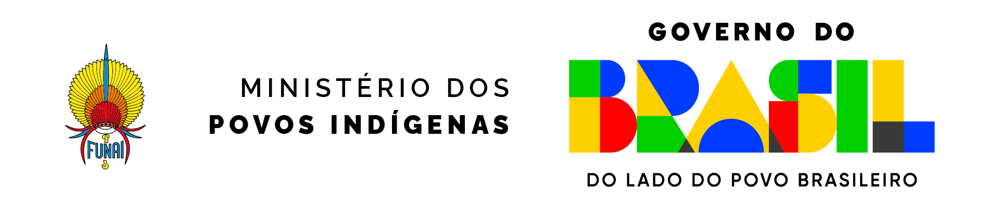 FUNAI
MINISTÉRIO DOS
POVOS INDÍGENAS
GOVERNO DO
BRASIL
DO LADO DO POVO BRASILEIRO